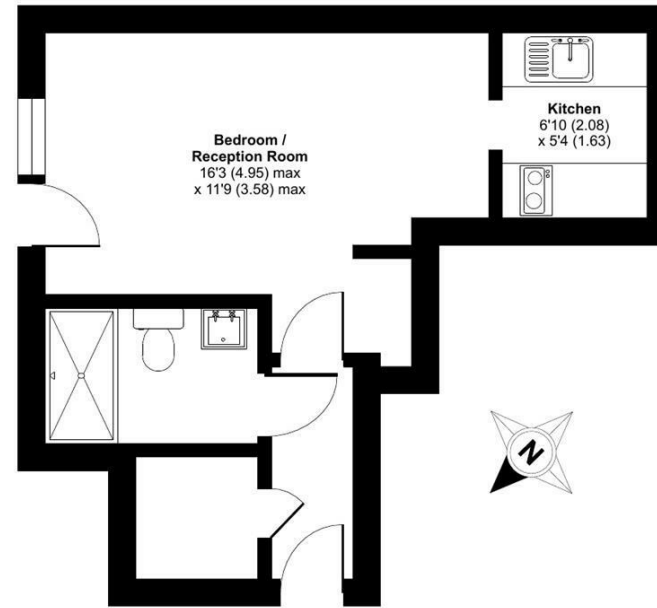 Bedroom /
Reception Room
16'3 (4.95) max
x 11'9 (3.58) max
Kitchen
6'10 (2.08)
x 5'4 (1.63)
N